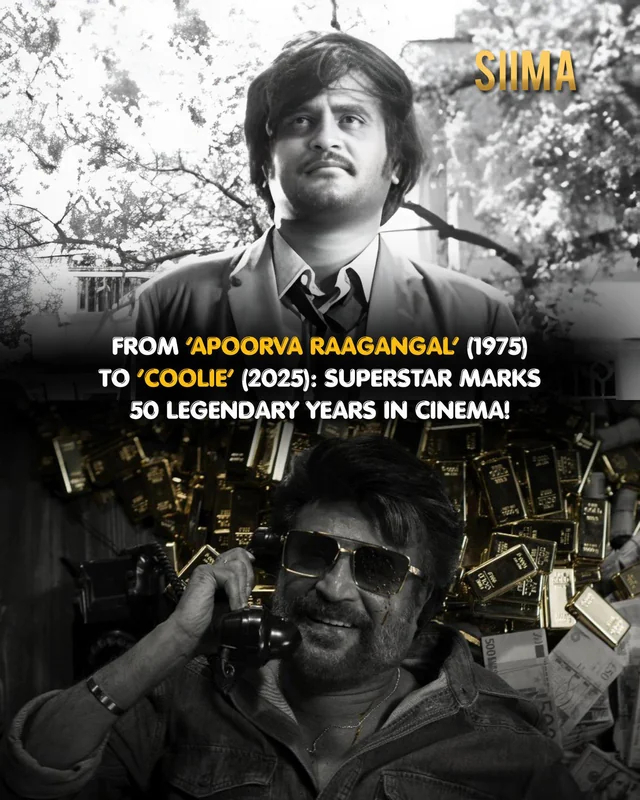 SIIMA
FROM 'APOORVA RAAGANGAL' (1975)
TO 'COOLIE' (2025): SUPERSTAR MARKS
50 LEGENDARY YEARS IN CINEMA!